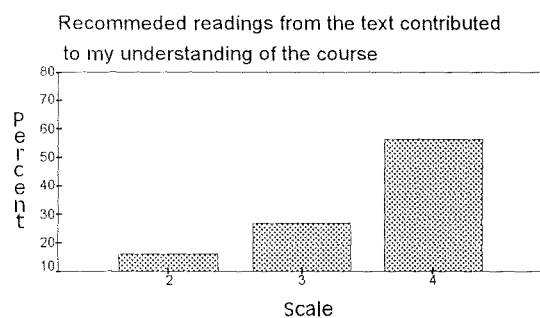 Recommeded readings from the text contributed
to my understanding of the course
80
70
60
50
40
30
20
10
Percent
2
3
4
Scale